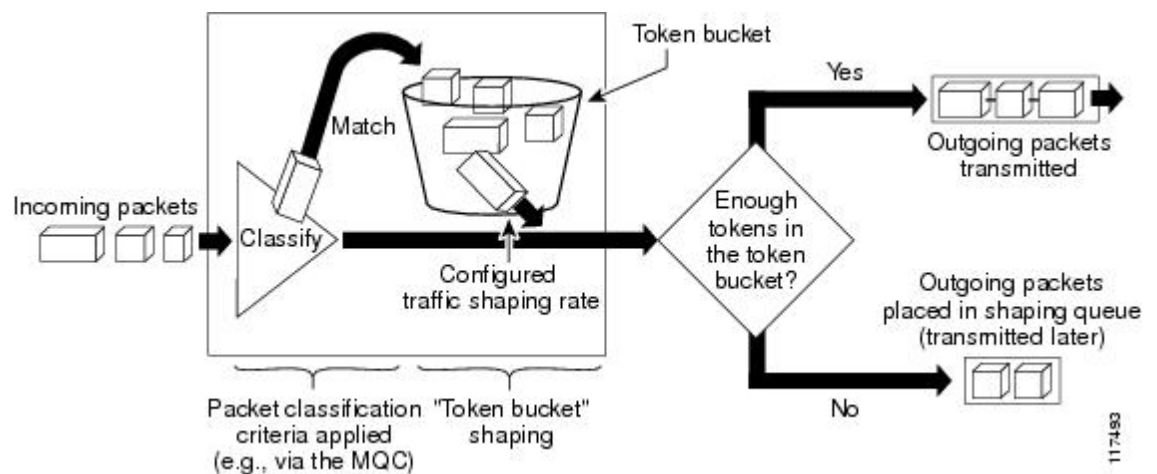 Token bucket
Match
Yes
Outgoing packets
transmitted
Incoming packets
Classify
Configured
traffic shaping rate
Enough
tokens in
the token
bucket?
Outgoing packets
placed in shaping queue
(transmitted later)
No
Packet classification
criteria applied
(e.g., via the MQC)
"Token bucket"
shaping
117493